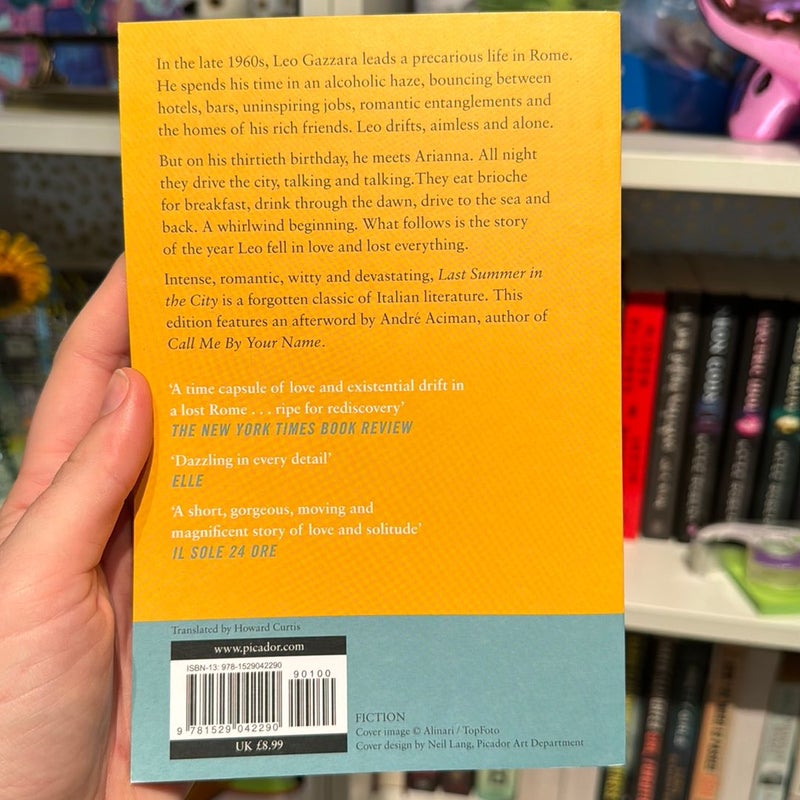 In the late 1960s, Leo Gazzara leads a precarious life in Rome.
He spends his time in an alcoholic haze, bouncing between
hotels, bars, uninspiring jobs, romantic entanglements and
the homes of his rich friends. Leo drifts, aimless and alone.
But on his thirtieth birthday, he meets Arianna. All night
they drive the city, talking and talking.They eat brioche
for breakfast, drink through the dawn, drive to the sea and
back. A whirlwind beginning. What follows is the story
of the year Leo fell in love and lost everything.
Intense, romantic, witty and devastating, Last Summer in
the City is a forgotten classic of Italian literature. This
edition features an afterword by André Aciman, author of
Call Me By Your Name.
‘A time capsule of love and existential drift in
a lost Rome . . . ripe for rediscovery’
THE NEW YORK TIMES BOOK REVIEW
‘Dazzling in every detail’
ELLE
‘A short, gorgeous, moving and
magnificent story of love and solitude’
IL SOLE 24 ORE
Translated by Howard Curtis
www.picador.com
ISBN-13: 978-1529042290
90100
9 781529 042290
UK £8.99
FICTION
Cover image © Alinari / TopFoto
Cover design by Neil Lang, Picador Art Department